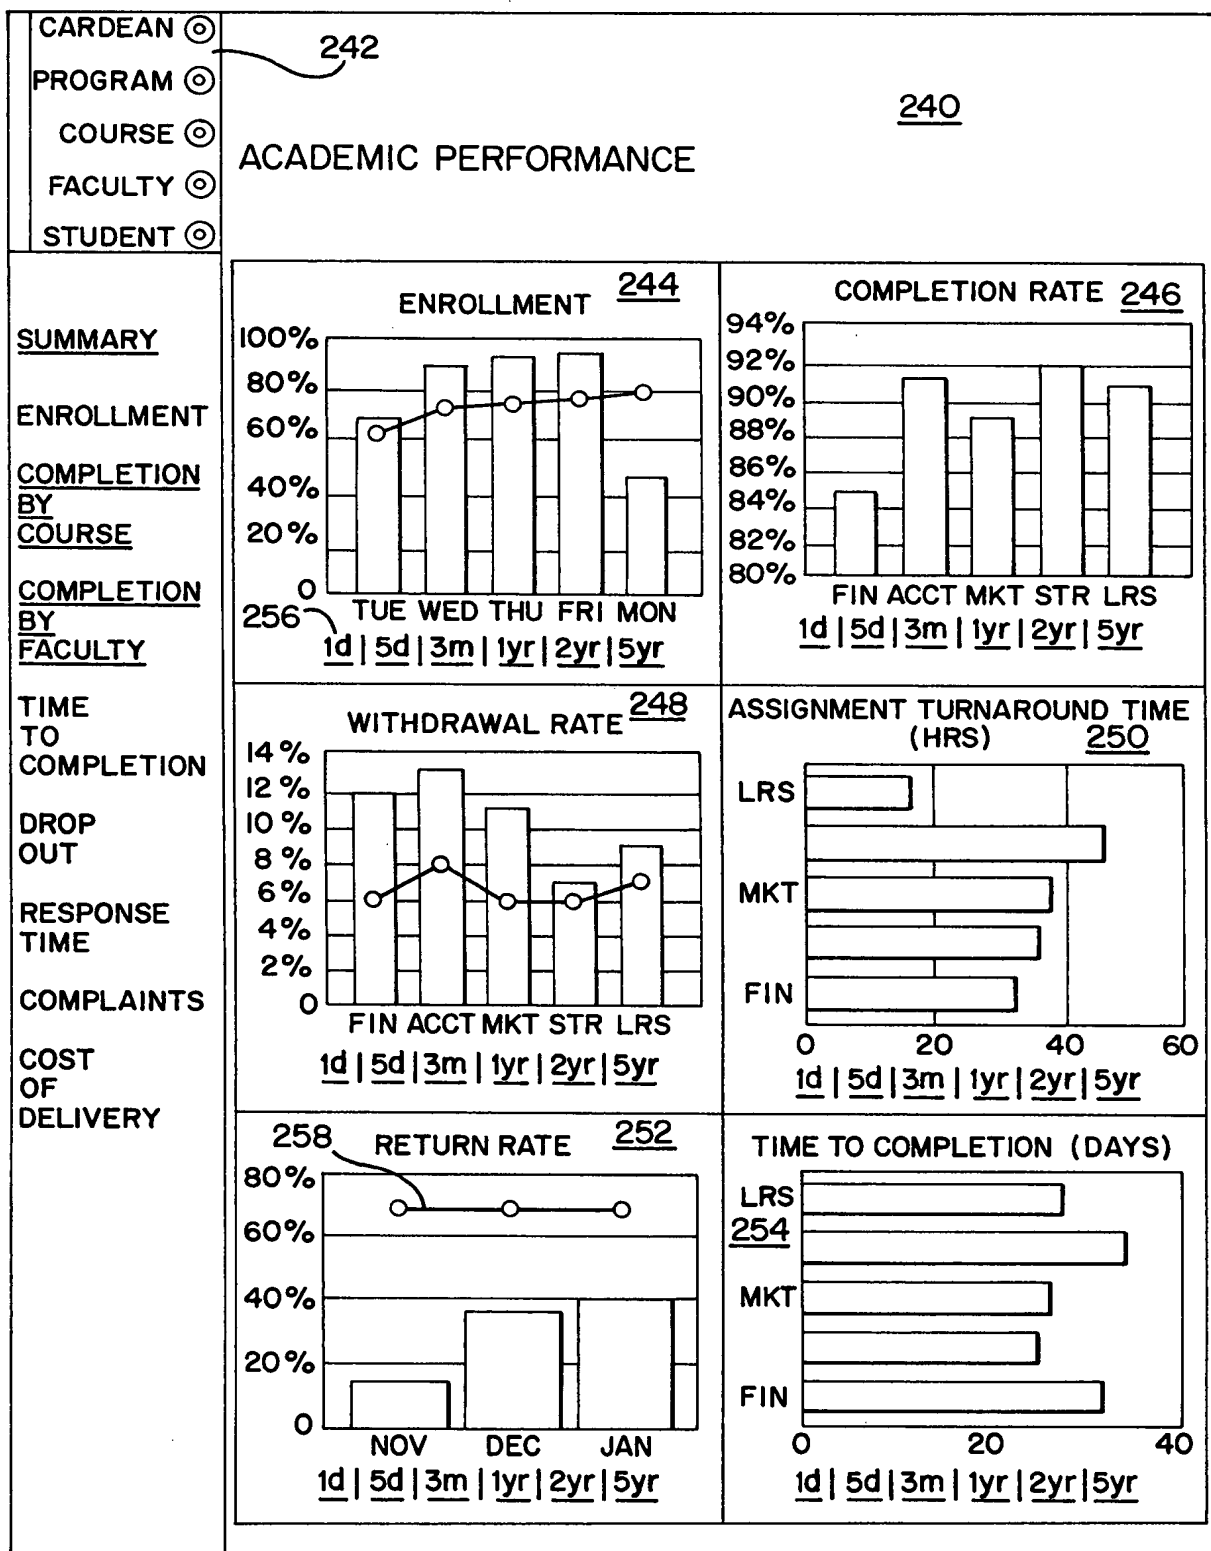 CARDEAN
PROGRAM
COURSE
FACULTY
STUDENT
242
240
ACADEMIC PERFORMANCE
SUMMARY
ENROLLMENT
COMPLETION
BY
COURSE
COMPLETION
BY
FACULTY
TIME
TO
COMPLETION
DROP
OUT
RESPONSE
TIME
COMPLAINTS
COST
OF
DELIVERY
ENROLLMENT 244
100%
80%
60%
40%
20%
0
TUE WED THU FRI MON
256
1d | 5d | 3m | 1yr | 2yr | 5yr
COMPLETION RATE 246
94%
92%
90%
88%
86%
84%
82%
80%
FIN ACCT MKT STR LRS
1d | 5d | 3m | 1yr | 2yr | 5yr
WITHDRAWAL RATE 248
14%
12%
10%
8%
6%
4%
2%
0
FIN ACCT MKT STR LRS
1d | 5d | 3m | 1yr | 2yr | 5yr
ASSIGNMENT TURNAROUND TIME
(HRS) 250
LRS
MKT
FIN
0 20 40 60
1d | 5d | 3m | 1yr | 2yr | 5yr
258 RETURN RATE 252
80%
60%
40%
20%
0
NOV DEC JAN
1d | 5d | 3m | 1yr | 2yr | 5yr
TIME TO COMPLETION (DAYS)
LRS
254
MKT
FIN
0 20 40
1d | 5d | 3m | 1yr | 2yr | 5yr